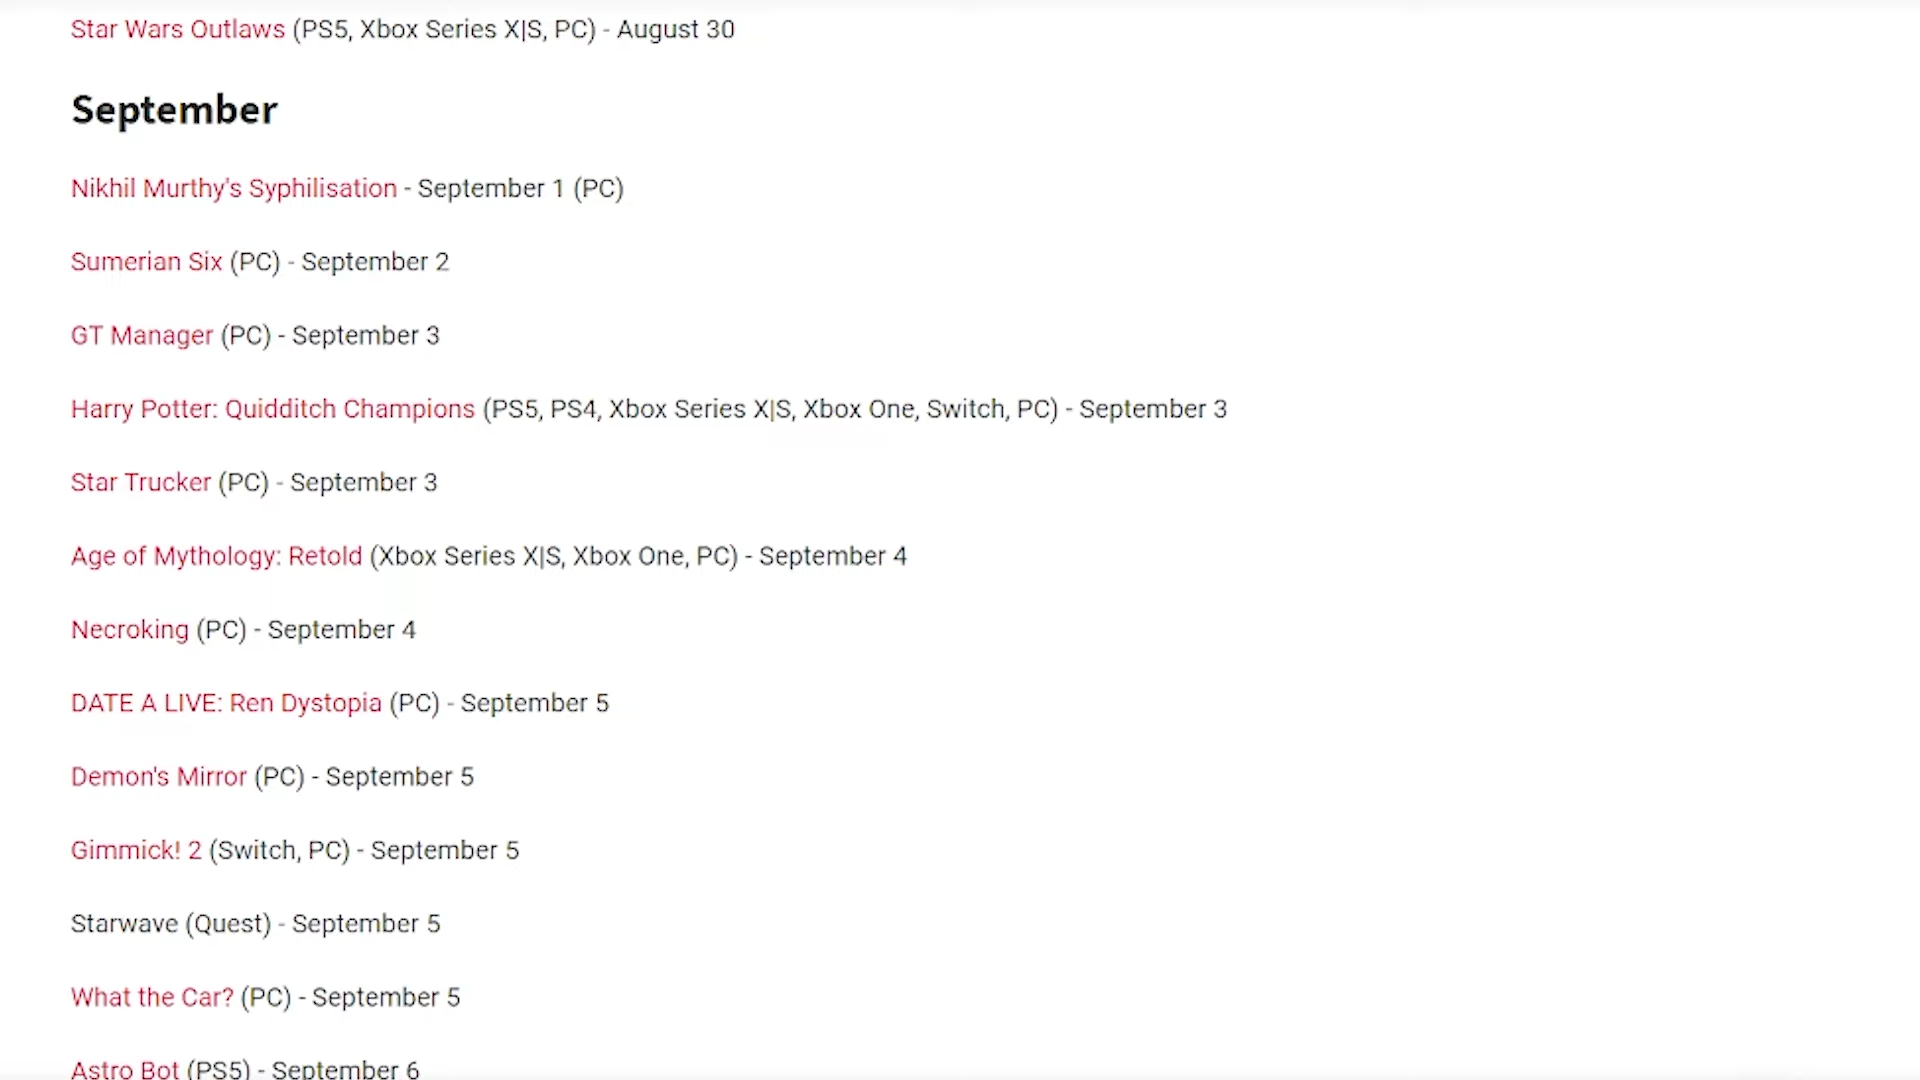 Star Wars Outlaws (PS5, Xbox Series X|S, PC) - August 30
September
Nikhil Murthy's Syphilisation - September 1 (PC)
Sumerian Six (PC) - September 2
GT Manager (PC) - September 3
Harry Potter: Quidditch Champions (PS5, PS4, Xbox Series X|S, Xbox One, Switch, PC) - September 3
Star Trucker (PC) - September 3
Age of Mythology: Retold (Xbox Series X|S, Xbox One, PC) - September 4
Necroking (PC) - September 4
DATE A LIVE: Ren Dystopia (PC) - September 5
Demon's Mirror (PC) - September 5
Gimmick! 2 (Switch, PC) - September 5
Starwave (Quest) - September 5
What the Car? (PC) - September 5
Astro Bot (PS5) - September 6